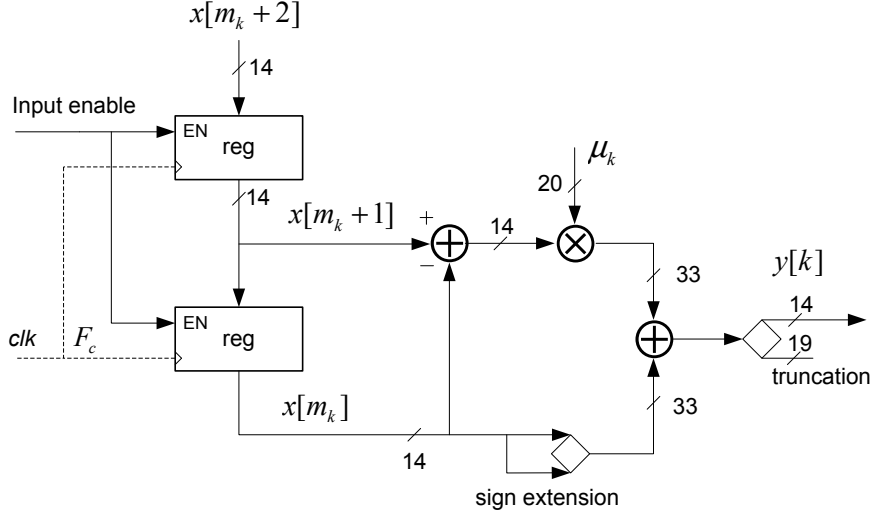 x[m_k + 2]
14
Input enable
EN
reg
14
x[m_k + 1]
+
−
14
20
μ_k
33
y[k]
14
19
truncation
EN
reg
clk
F_c
x[m_k]
14
33
sign extension